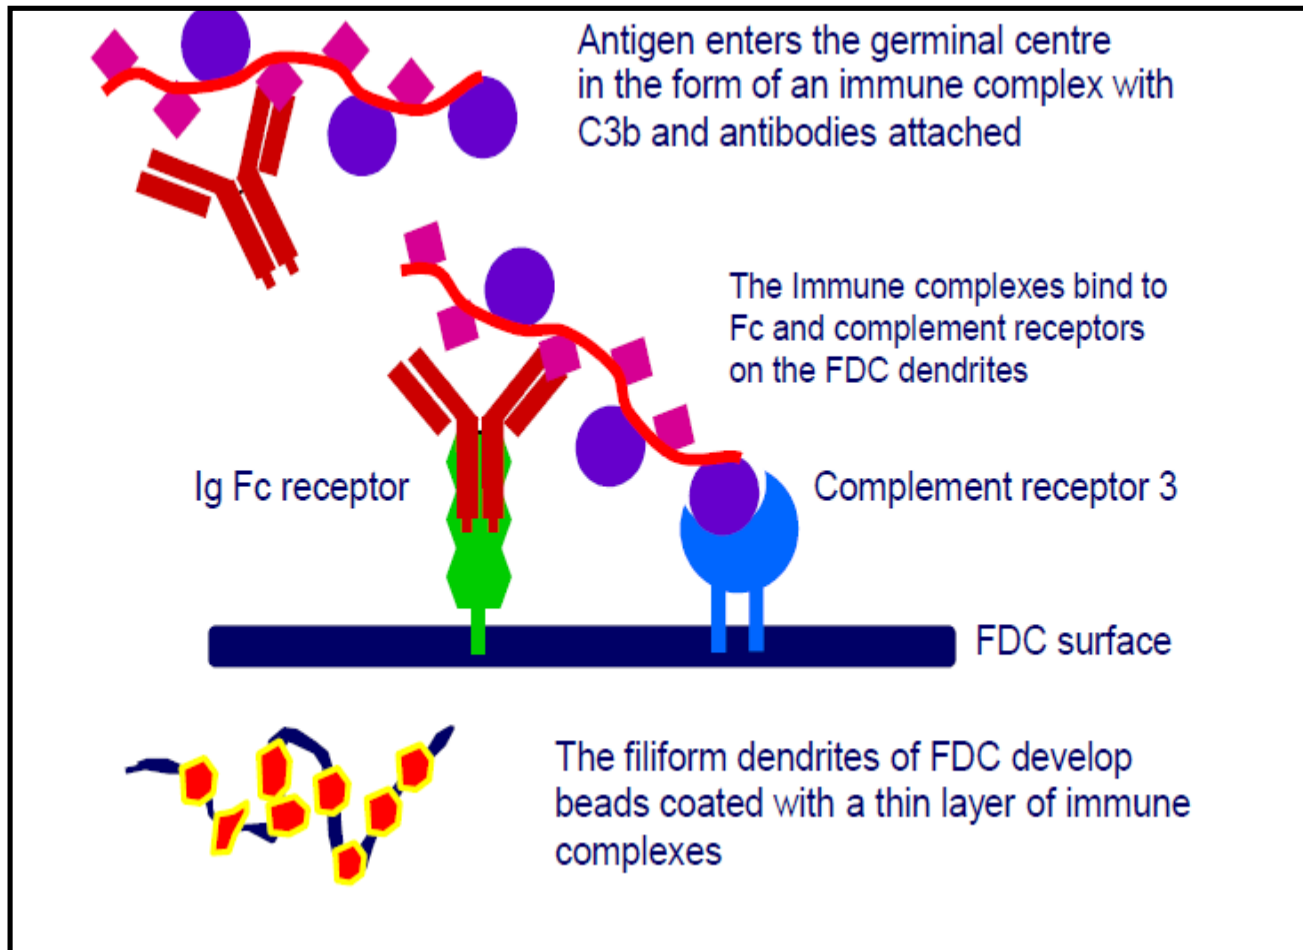 Antigen enters the germinal centre
in the form of an immune complex with
C3b and antibodies attached
The Immune complexes bind to
Fc and complement receptors
on the FDC dendrites
Ig Fc receptor
Complement receptor 3
FDC surface
The filiform dendrites of FDC develop
beads coated with a thin layer of immune
complexes